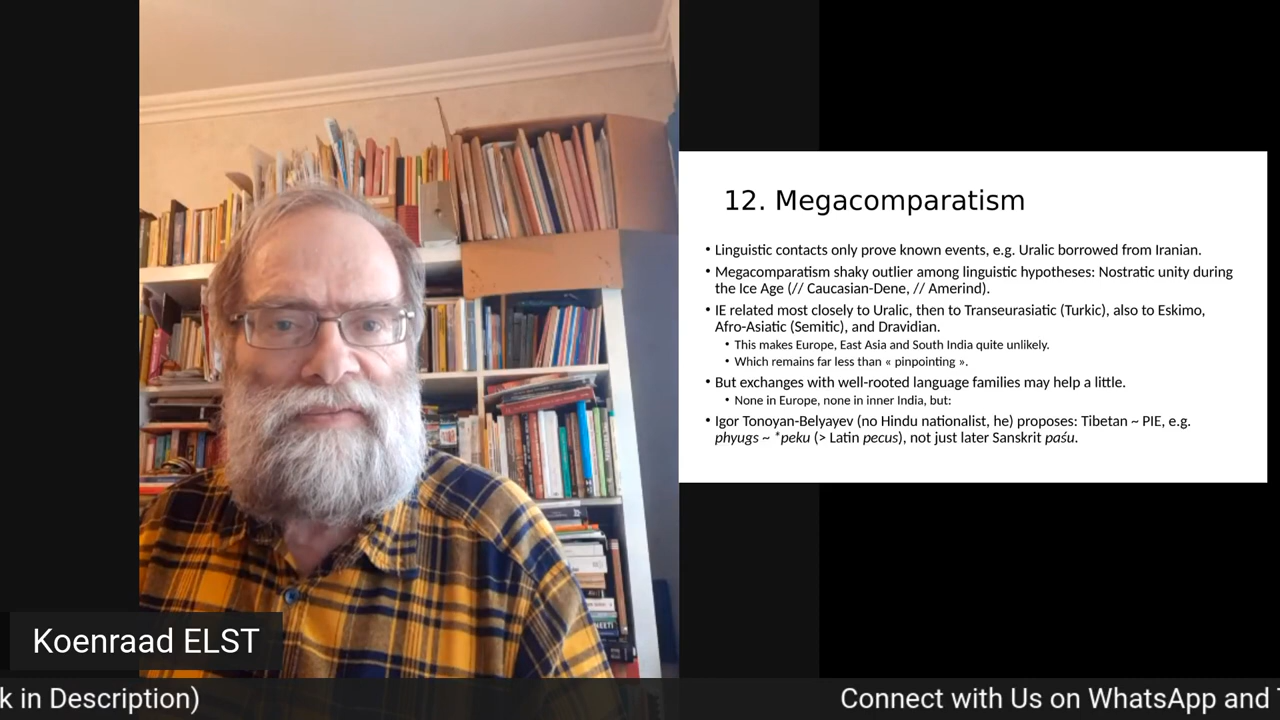 12. Megacomparatism
• Linguistic contacts only prove known events, e.g. Uralic borrowed from Iranian.
• Megacomparatism shaky outlier among linguistic hypotheses: Nostratic unity during
the Ice Age (// Caucasian-Dene, // Amerind).
• IE related most closely to Uralic, then to Transeurasiatic (Turkic), also to Eskimo,
Afro-Asiatic (Semitic), and Dravidian.
• This makes Europe, East Asia and South India quite unlikely.
• Which remains far less than « pinpointing ».
• But exchanges with well-rooted language families may help a little.
• None in Europe, none in inner India, but:
• Igor Tonoyan-Belyayev (no Hindu nationalist, he) proposes: Tibetan ~ PIE, e.g.
phyugs ~ *peku (> Latin pecus), not just later Sanskrit paśu.
Koenraad ELST
k in Description)
Connect with Us on WhatsApp and